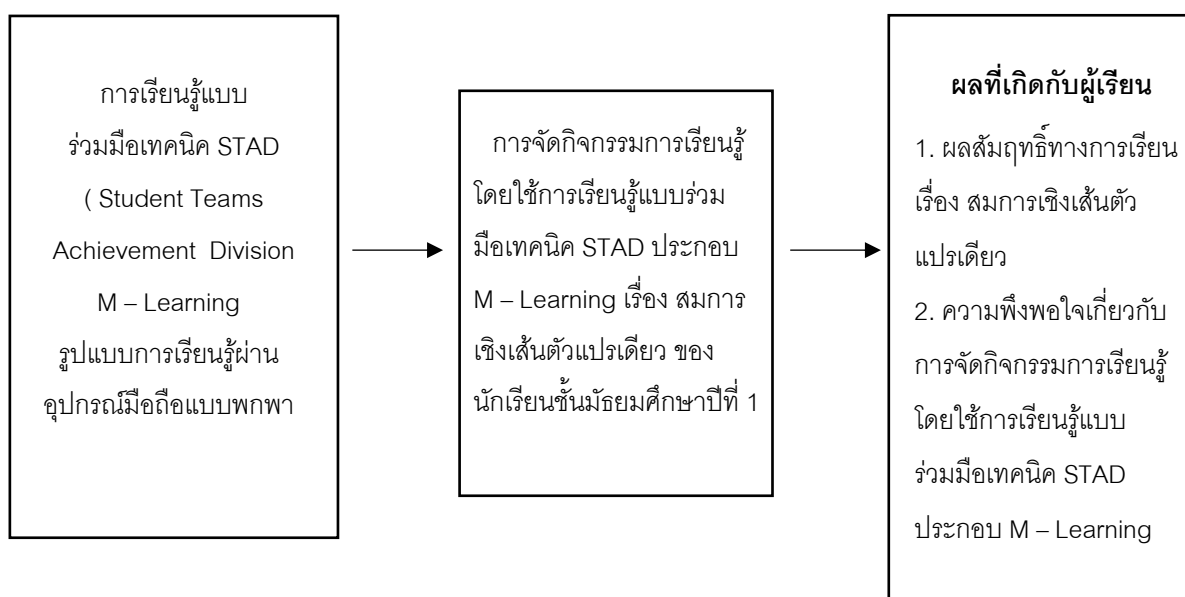 การเรียนรู้แบบ
ร่วมมือเทคนิค STAD
( Student Teams
Achievement Division
M – Learning
รูปแบบการเรียนรู้ผ่าน
อุปกรณ์มือถือแบบพกพา
การจัดกิจกรรมการเรียนรู้
โดยใช้การเรียนรู้แบบร่วม
มือเทคนิค STAD ประกอบ
M – Learning เรื่อง สมการ
เชิงเส้นตัวแปรเดียว ของ
นักเรียนชั้นมัธยมศึกษาปีที่ 1
ผลที่เกิดกับผู้เรียน
1. ผลสัมฤทธิ์ทางการเรียน
เรื่อง สมการเชิงเส้นตัว
แปรเดียว
2. ความพึงพอใจเกี่ยวกับ
การจัดกิจกรรมการเรียนรู้
โดยใช้การเรียนรู้แบบ
ร่วมมือเทคนิค STAD
ประกอบ M – Learning